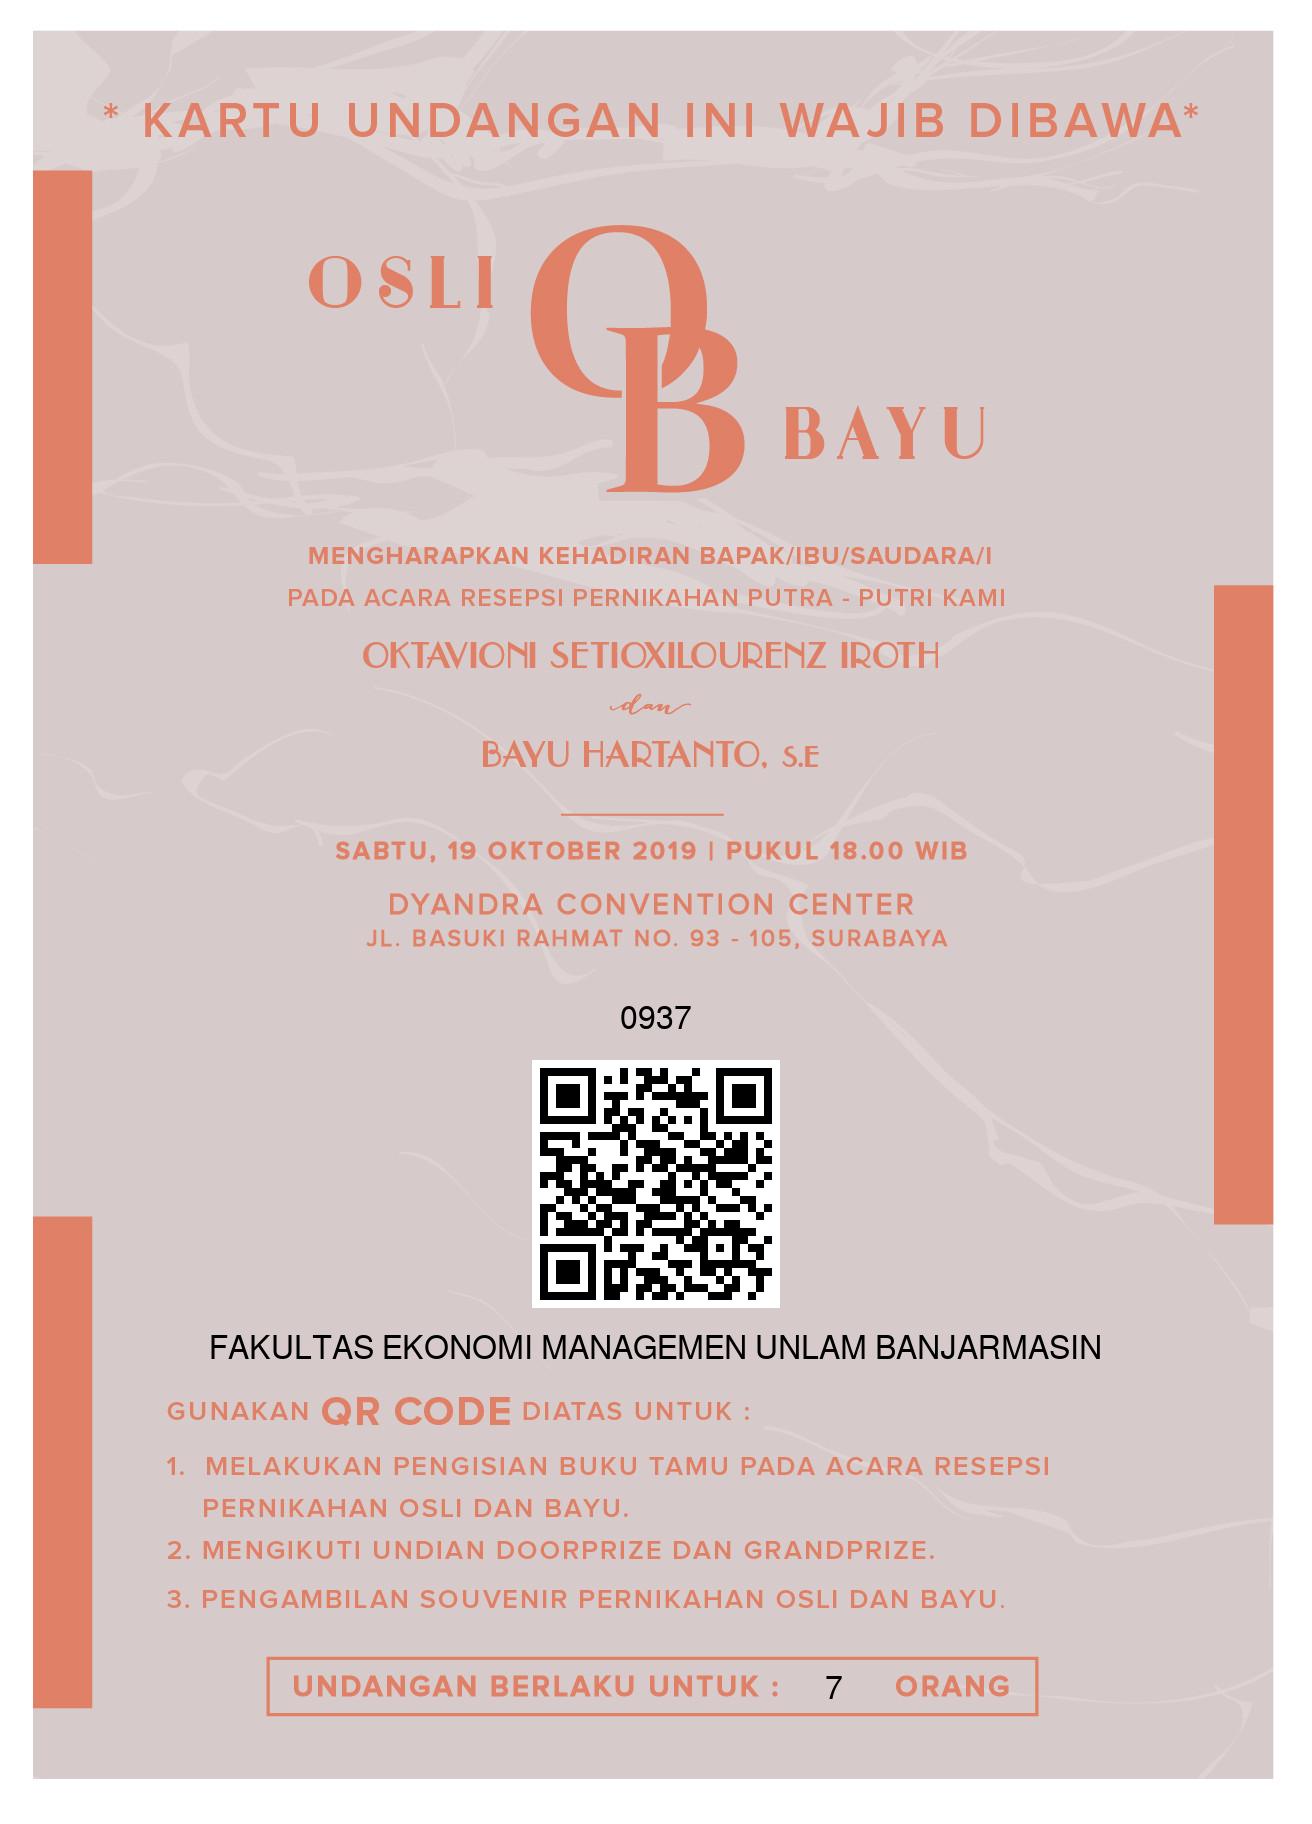 * KARTU UNDANGAN INI WAJIB DIBAWA*
OSLI
OB
BAYU
MENGHARAPKAN KEHADIRAN BAPAK/IBU/SAUDARA/I
PADA ACARA RESEPSI PERNIKAHAN PUTRA - PUTRI KAMI
OKTAVIONI SETIOXILOURENZ IROTH
dan
BAYU HARTANTO, S.E
SABTU, 19 OKTOBER 2019 | PUKUL 18.00 WIB
DYANDRA CONVENTION CENTER
JL. BASUKI RAHMAT NO. 93 - 105, SURABAYA
0937
FAKULTAS EKONOMI MANAGEMEN UNLAM BANJARMASIN
GUNAKAN QR CODE DIATAS UNTUK :
1. MELAKUKAN PENGISIAN BUKU TAMU PADA ACARA RESEPSI
PERNIKAHAN OSLI DAN BAYU.
2. MENGIKUTI UNDIAN DOORPRIZE DAN GRANDPRIZE.
3. PENGAMBILAN SOUVENIR PERNIKAHAN OSLI DAN BAYU.
UNDANGAN BERLAKU UNTUK : 7 ORANG